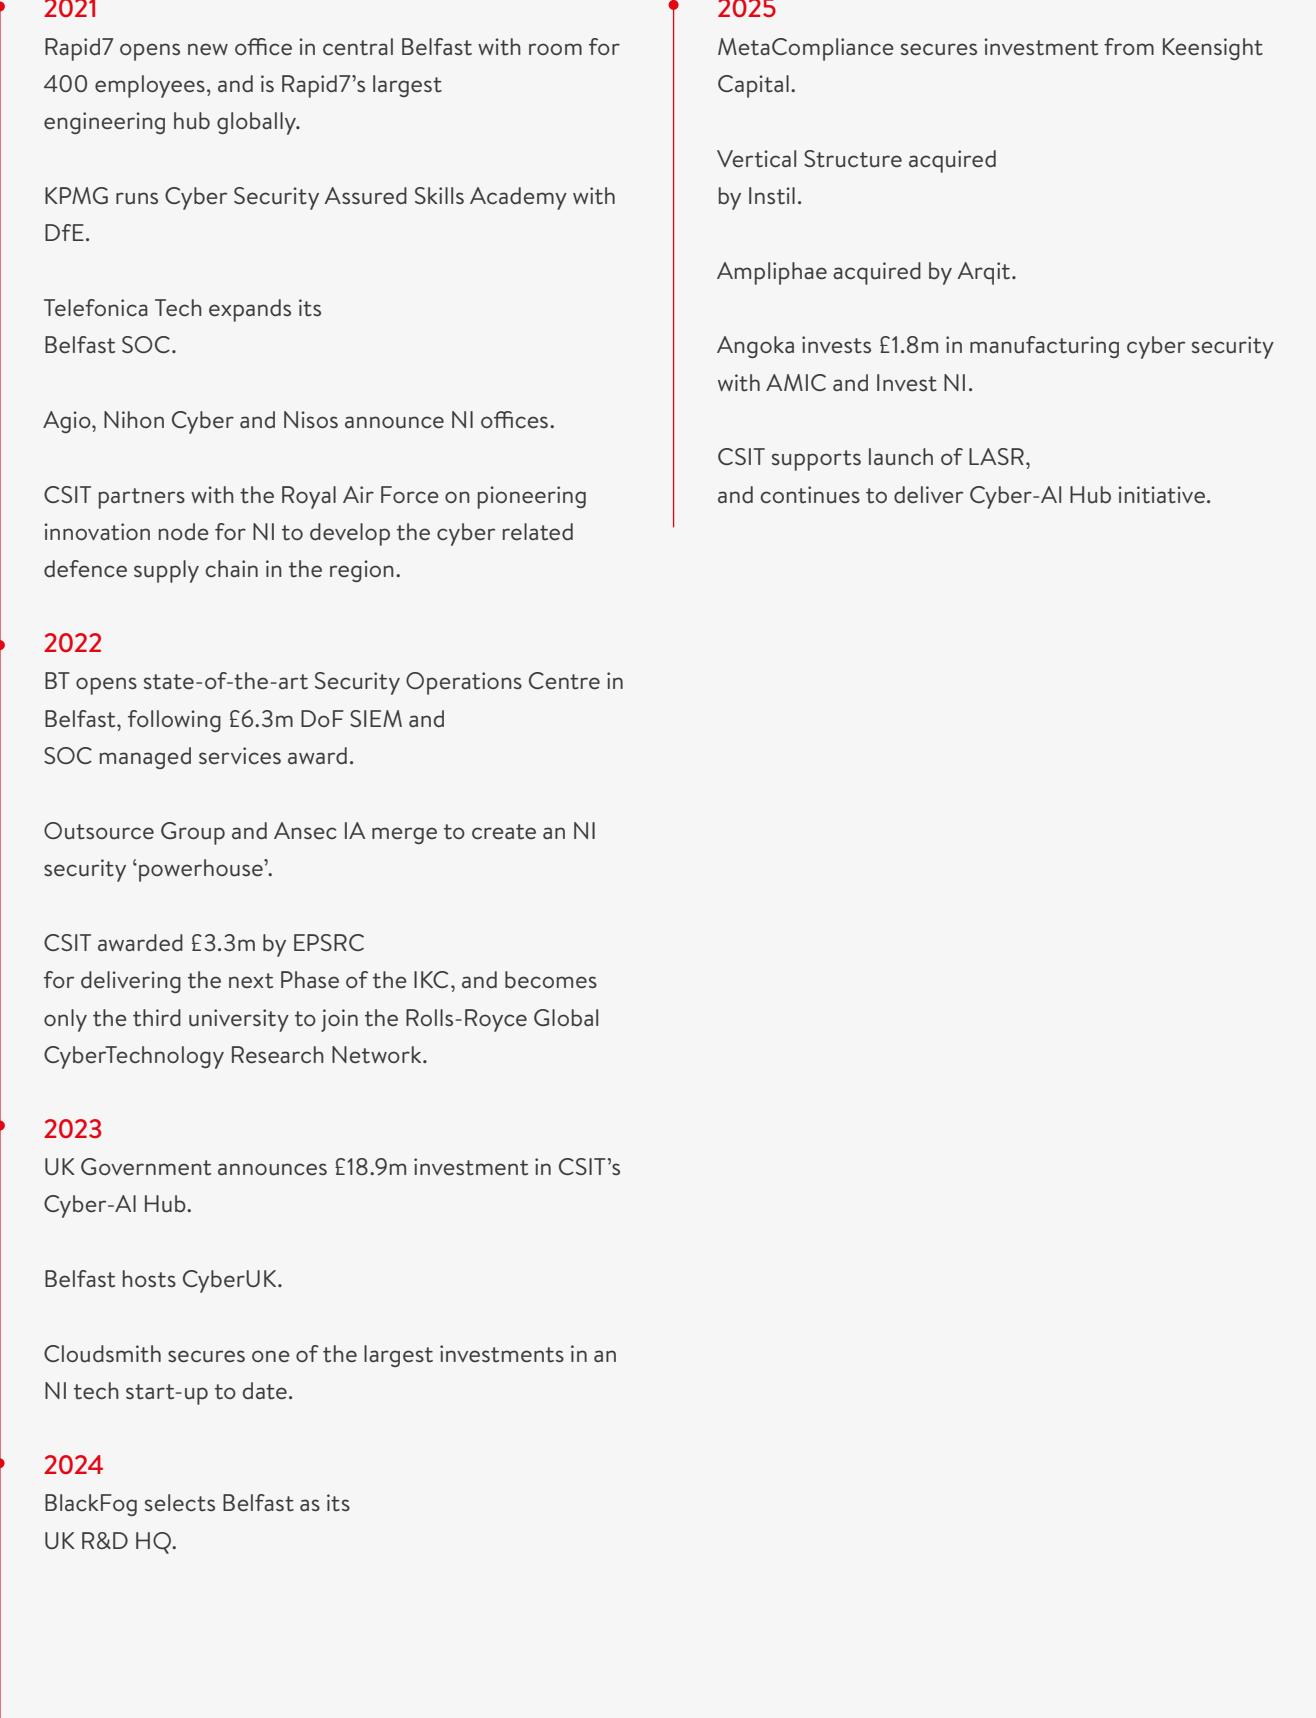 2021
Rapid7 opens new office in central Belfast with room for
400 employees, and is Rapid7’s largest
engineering hub globally.
KPMG runs Cyber Security Assured Skills Academy with
DfE.
Telefonica Tech expands its
Belfast SOC.
Agio, Nihon Cyber and Nisos announce NI offices.
CSIT partners with the Royal Air Force on pioneering
innovation node for NI to develop the cyber related
defence supply chain in the region.
2022
BT opens state-of-the-art Security Operations Centre in
Belfast, following £6.3m DoF SIEM and
SOC managed services award.
Outsource Group and Ansec IA merge to create an NI
security ‘powerhouse’.
CSIT awarded £3.3m by EPSRC
for delivering the next Phase of the IKC, and becomes
only the third university to join the Rolls-Royce Global
CyberTechnology Research Network.
2023
UK Government announces £18.9m investment in CSIT’s
Cyber-AI Hub.
Belfast hosts CyberUK.
Cloudsmith secures one of the largest investments in an
NI tech start-up to date.
2024
BlackFog selects Belfast as its
UK R&D HQ.
2025
MetaCompliance secures investment from Keensight
Capital.
Vertical Structure acquired
by Instil.
Ampliphae acquired by Arqit.
Angoka invests £1.8m in manufacturing cyber security
with AMIC and Invest NI.
CSIT supports launch of LASR,
and continues to deliver Cyber-AI Hub initiative.